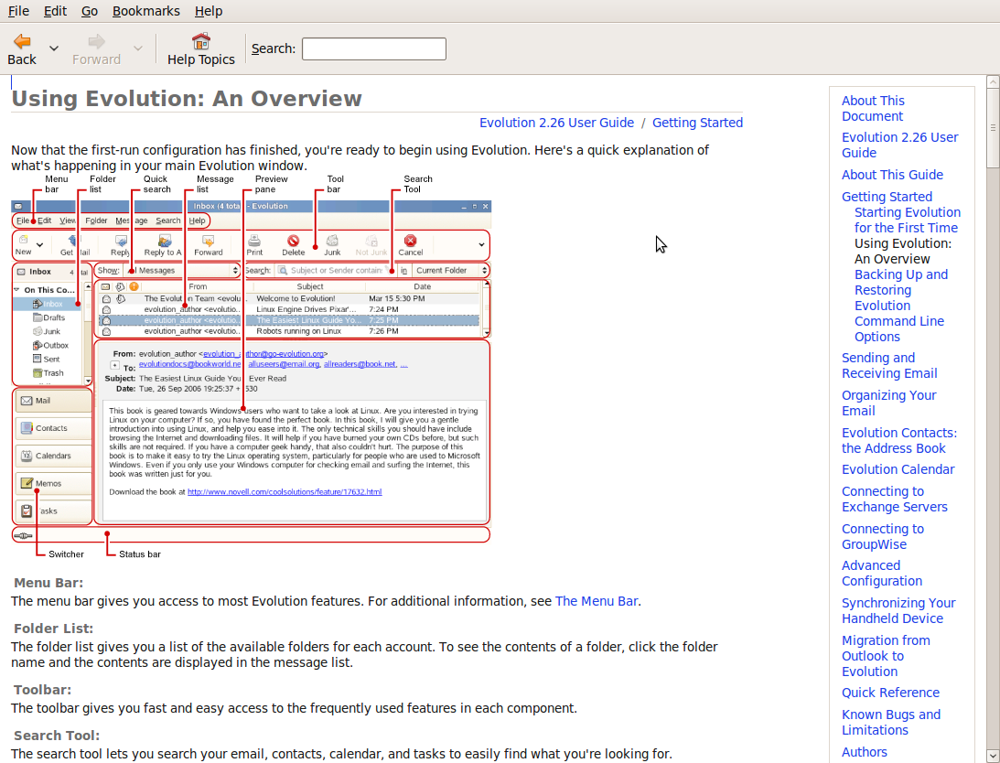 File Edit Go Bookmarks Help
Back Forward Help Topics Search:
Using Evolution: An Overview
Evolution 2.26 User Guide / Getting Started
Now that the first-run configuration has finished, you're ready to begin using Evolution. Here's a quick explanation of
what's happening in your main Evolution window.
Menu bar
Folder list
Quick search
Message list
Preview pane
Tool bar
Search Tool
Inbox (4 tota - Evolution
File Edit View Folder Message Search Help
New Get Mail Reply Reply to A Forward Print Delete Junk Not Junk Cancel
Inbox 4
Show: Messages Search: Subject or Sender contains in Current Folder
On This Co...
Inbox
Drafts
Junk
Outbox
Sent
Trash
From Subject Date
The Evolution Team <evolu... Welcome to Evolution! Mar 15 5:30 PM
evolution_author <evolutio... Linux Engine Drives Pixar'... 7:24 PM
evolution_author <evolutio... The Easiest Linux Guide Yo... 7:25 PM
evolution_author <evolutio... Robots running on Linux 7:26 PM
From: evolution_author <evolution_author@go-evolution.org>
To: evolutiondocs@bookworld.ne alluseers@email.org, allreaders@book.net, ...
Subject: The Easiest Linux Guide You Ever Read
Date: Tue, 26 Sep 2006 19:25:37 + 530
This book is geared towards Windows users who want to take a look at Linux. Are you interested in trying
Linux on your computer? If so, you have found the perfect book. In this book, I will give you a gentle
introduction into using Linux, and help you ease into it. The only technical skills you should have include
browsing the Internet and downloading files. It will help if you have burned your own CDs before, but such
skills are not required. If you have a computer geek handy, that also couldn't hurt. The purpose of this
book is to make it easy to try the Linux operating system, particularly for people who are used to Microsoft
Windows. Even if you only use your Windows computer for checking email and surfing the Internet, this
book was written just for you.
Download the book at http://www.novell.com/coolsolutions/feature/17632.html
Mail
Contacts
Calendars
Memos
Tasks
Switcher
Status bar
Menu Bar:
The menu bar gives you access to most Evolution features. For additional information, see The Menu Bar.
Folder List:
The folder list gives you a list of the available folders for each account. To see the contents of a folder, click the folder
name and the contents are displayed in the message list.
Toolbar:
The toolbar gives you fast and easy access to the frequently used features in each component.
Search Tool:
The search tool lets you search your email, contacts, calendar, and tasks to easily find what you're looking for.
About This
Document
Evolution 2.26 User
Guide
About This Guide
Getting Started
Starting Evolution
for the First Time
Using Evolution:
An Overview
Backing Up and
Restoring
Evolution
Command Line
Options
Sending and
Receiving Email
Organizing Your
Email
Evolution Contacts:
the Address Book
Evolution Calendar
Connecting to
Exchange Servers
Connecting to
GroupWise
Advanced
Configuration
Synchronizing Your
Handheld Device
Migration from
Outlook to
Evolution
Quick Reference
Known Bugs and
Limitations
Authors